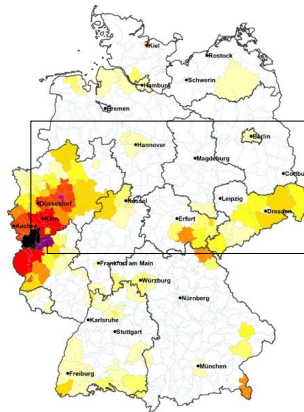 Kiel
Rostock
Hamburg
Schwerin
Bremen
Berlin
Hannover
Magdeburg
Cottbu
Düsseldorf
Kassel
Leipzig
Köln
Dresden
Aachen
Erfurt
Frankfurt am Main
Würzburg
Nürnberg
Karlsruhe
Stuttgart
München
Freiburg